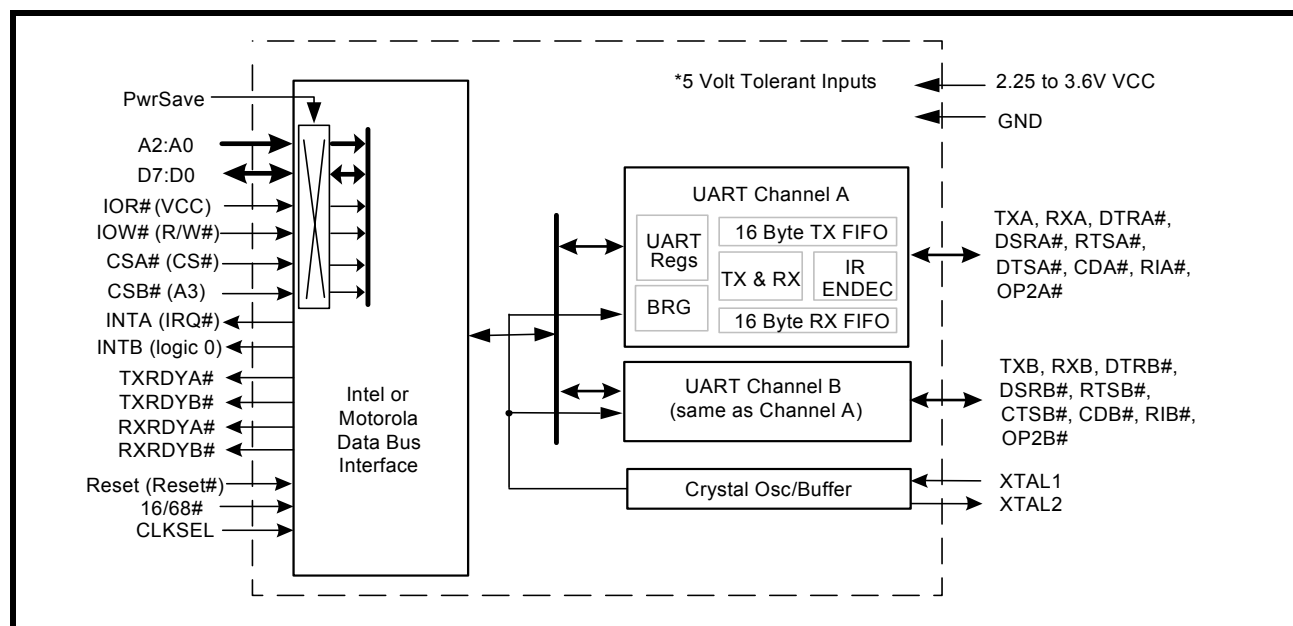 *5 Volt Tolerant Inputs
2.25 to 3.6V VCC
GND
PwrSave
A2:A0
D7:D0
IOR# (VCC)
IOW# (R/W#)
CSA# (CS#)
CSB# (A3)
INTA (IRQ#)
INTB (logic 0)
TXRDYA#
TXRDYB#
RXRDYA#
RXRDYB#
Reset (Reset#)
16/68#
CLKSEL
Intel or
Motorola
Data Bus
Interface
UART Channel A
UART
Regs
BRG
16 Byte TX FIFO
TX & RX
IR
ENDEC
16 Byte RX FIFO
TXA, RXA, DTRA#,
DSRA#, RTSA#,
DTSA#, CDA#, RIA#,
OP2A#
UART Channel B
(same as Channel A)
TXB, RXB, DTRB#,
DSRB#, RTSB#,
CTSB#, CDB#, RIB#,
OP2B#
Crystal Osc/Buffer
XTAL1
XTAL2